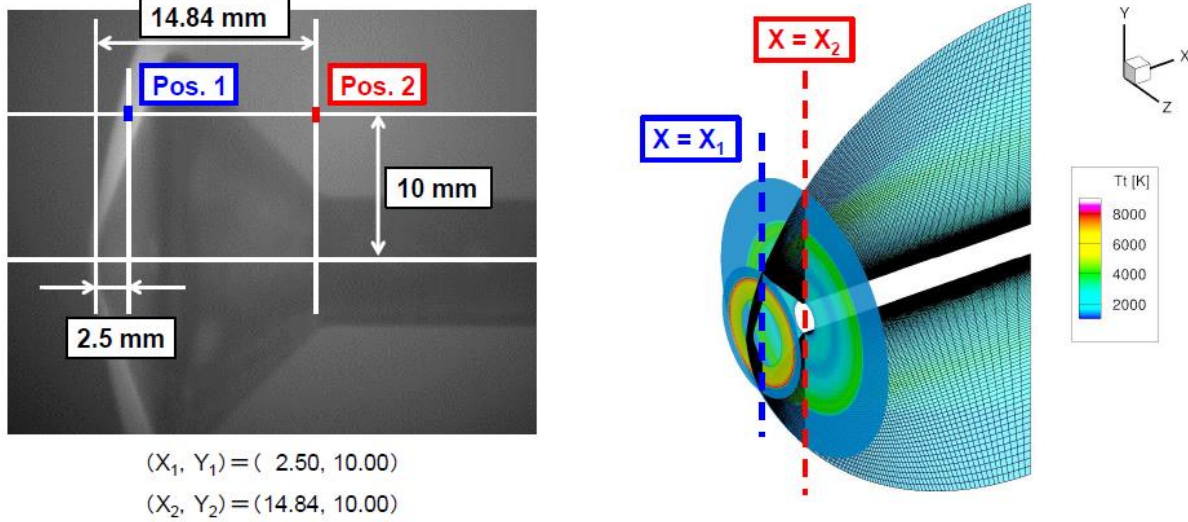 14.84 mm
Pos. 1
Pos. 2
10 mm
2.5 mm
(X₁, Y₁)=( 2.50, 10.00)
(X₂, Y₂)=(14.84, 10.00)
X = X₂
X = X₁
Y
X
Z
Tt [K]
8000
6000
4000
2000